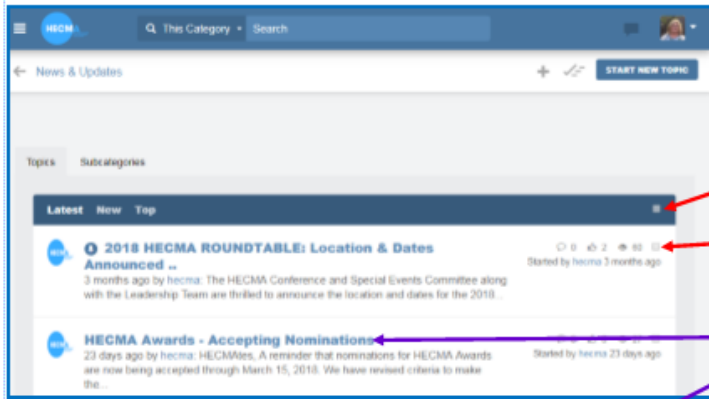 HECMA
This Category
Search
News & Updates
START NEW TOPIC
Topics
Subcategories
Latest New Top
2018 HECMA ROUNDTABLE: Location & Dates
Announced ..
0 2 60
3 months ago by hecma: The HECMA Conference and Special Events Committee along
with the Leadership Team are thrilled to announce the location and dates for the 2018...
Started by hecma 3 months ago
HECMA Awards - Accepting Nominations
23 days ago by hecma: HECMAtes, A reminder that nominations for HECMA Awards
are now being accepted through March 15, 2018. We have revised criteria to make
the...
Started by hecma 23 days ago